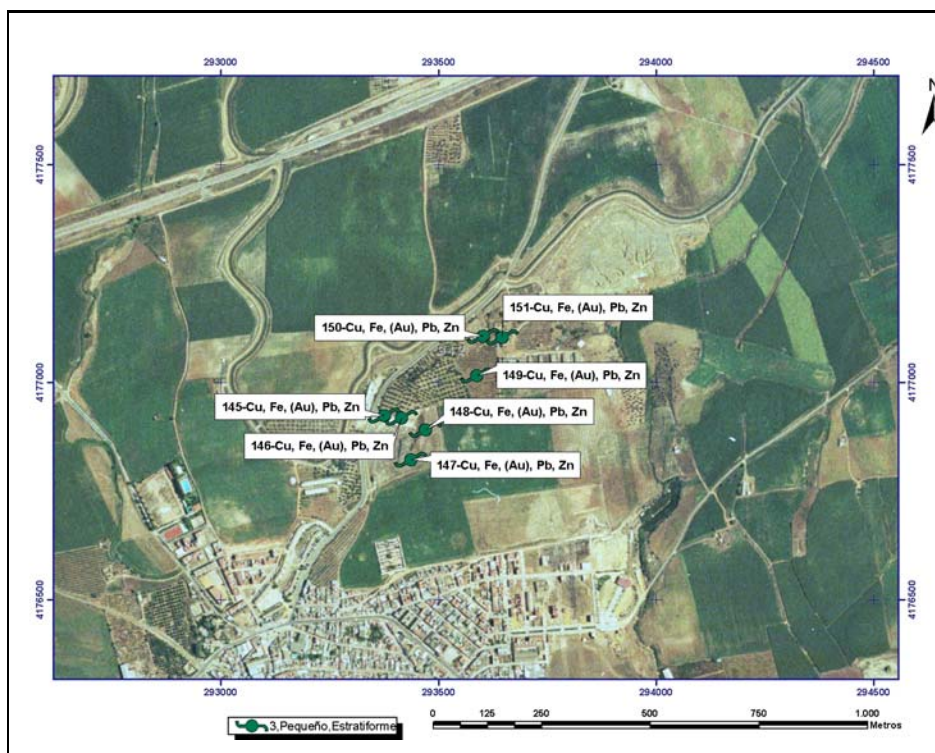 293000 293500 294000 294500
N
4177500 4177500
151-Cu, Fe, (Au), Pb, Zn
150-Cu, Fe, (Au), Pb, Zn
149-Cu, Fe, (Au), Pb, Zn
4177000 4177000
145-Cu, Fe, (Au), Pb, Zn
148-Cu, Fe, (Au), Pb, Zn
146-Cu, Fe, (Au), Pb, Zn
147-Cu, Fe, (Au), Pb, Zn
4176500 4176500
293000 293500 294000 294500
3,Pequeño,Estratiforme
0 125 250 500 750 1.000
Metros